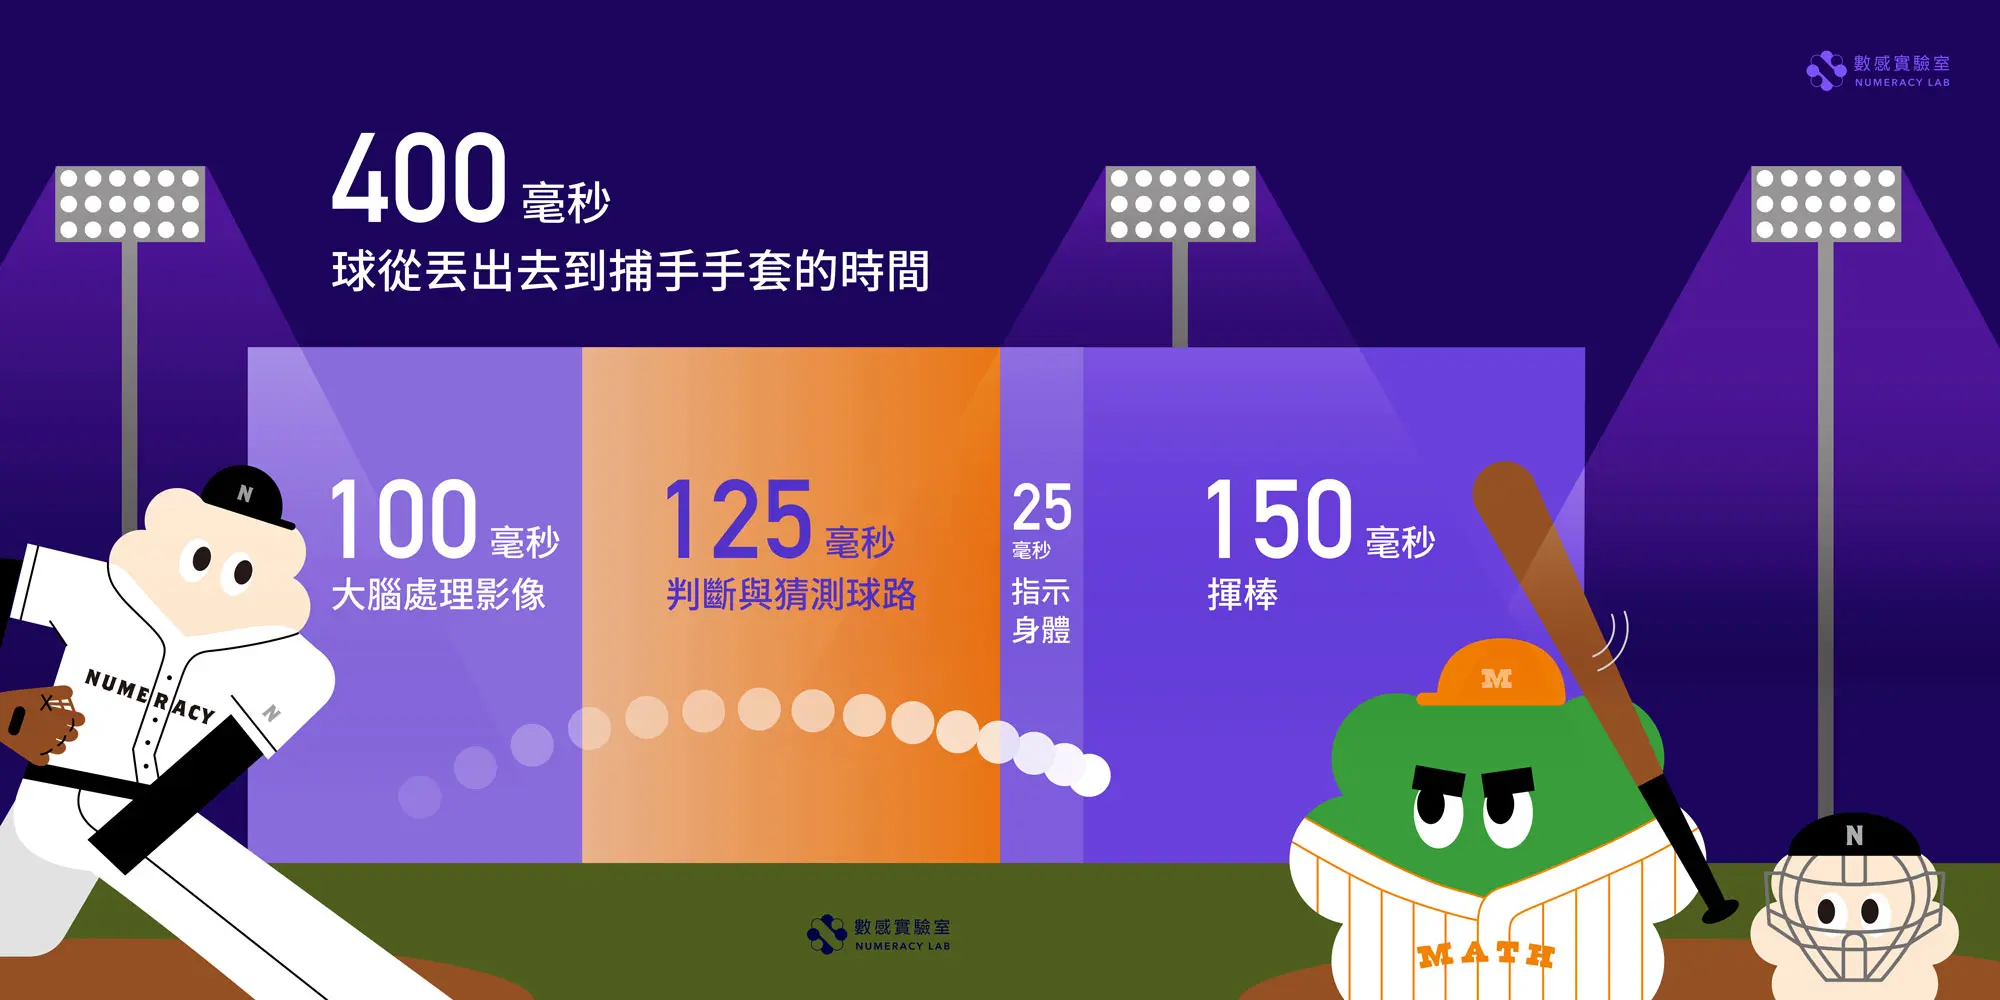 數感實驗室
NUMERACY LAB
400 毫秒
球從丟出去到捕手手套的時間
100 毫秒
大腦處理影像
125 毫秒
判斷與猜測球路
25
毫秒
指示
身體
150 毫秒
揮棒
N
NUMERACY
N
M
MATH
N
數感實驗室
NUMERACY LAB